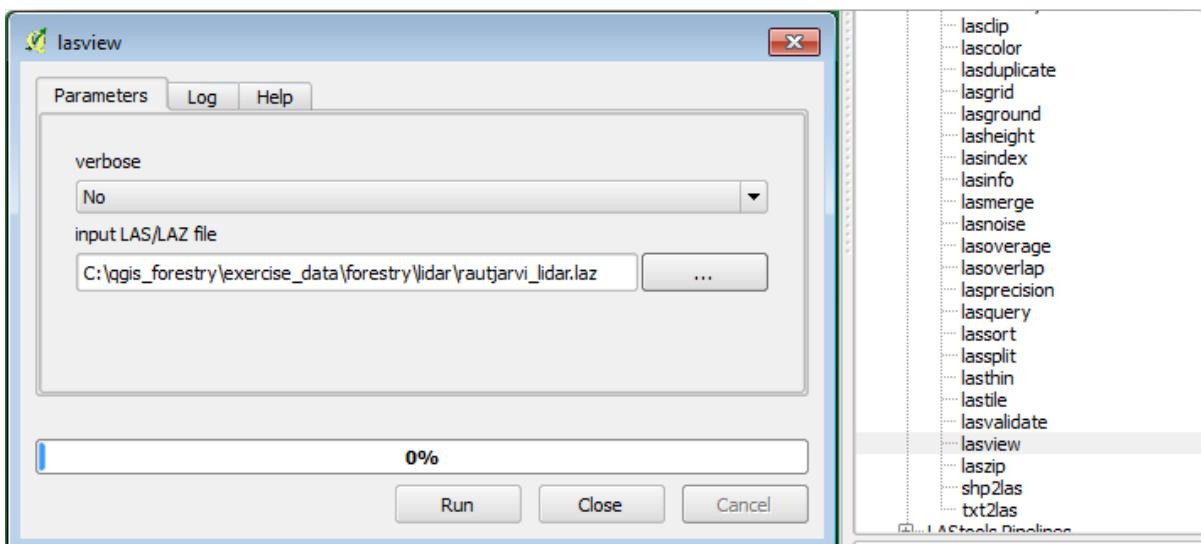 lasview
Parameters
Log
Help
verbose
No
input LAS/LAZ file
C:\qgis_forestry\exercise_data\forestry\lidar\rautjarvi_lidar.laz
...
0%
Run
Close
Cancel
lasclip
lascolor
lasduplicate
lasgrid
lasground
lasheight
lasindex
lasinfo
lasmerge
lasnoise
lasoverage
lasoverlap
lasprecision
lasquery
lassort
lassplit
lasthin
lastile
lasvalidate
lasview
laszip
shp2las
txt2las
LAStools Pipelines